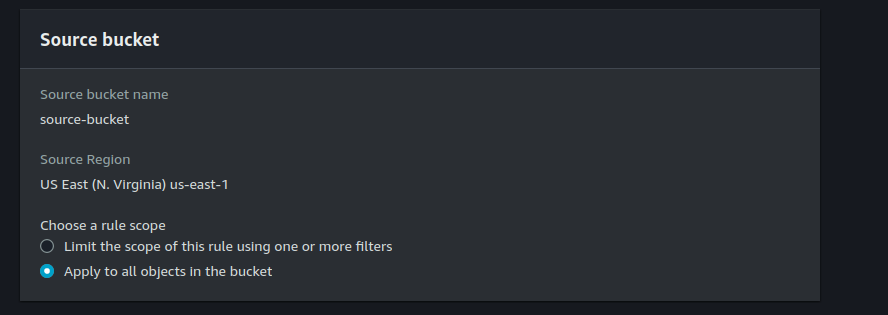 Source bucket
Source bucket name
source-bucket
Source Region
US East (N. Virginia) us-east-1
Choose a rule scope
Limit the scope of this rule using one or more filters
Apply to all objects in the bucket